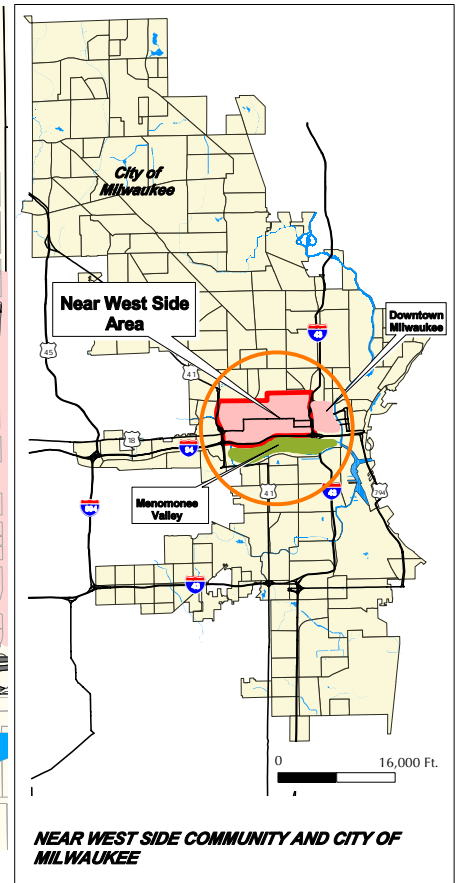 City of
Milwaukee
Near West Side
Area
Downtown
Milwaukee
45
41
43
18
94
Menomonee
Valley
41
43
794
894
43
0 16,000 Ft.
NEAR WEST SIDE COMMUNITY AND CITY OF
MILWAUKEE